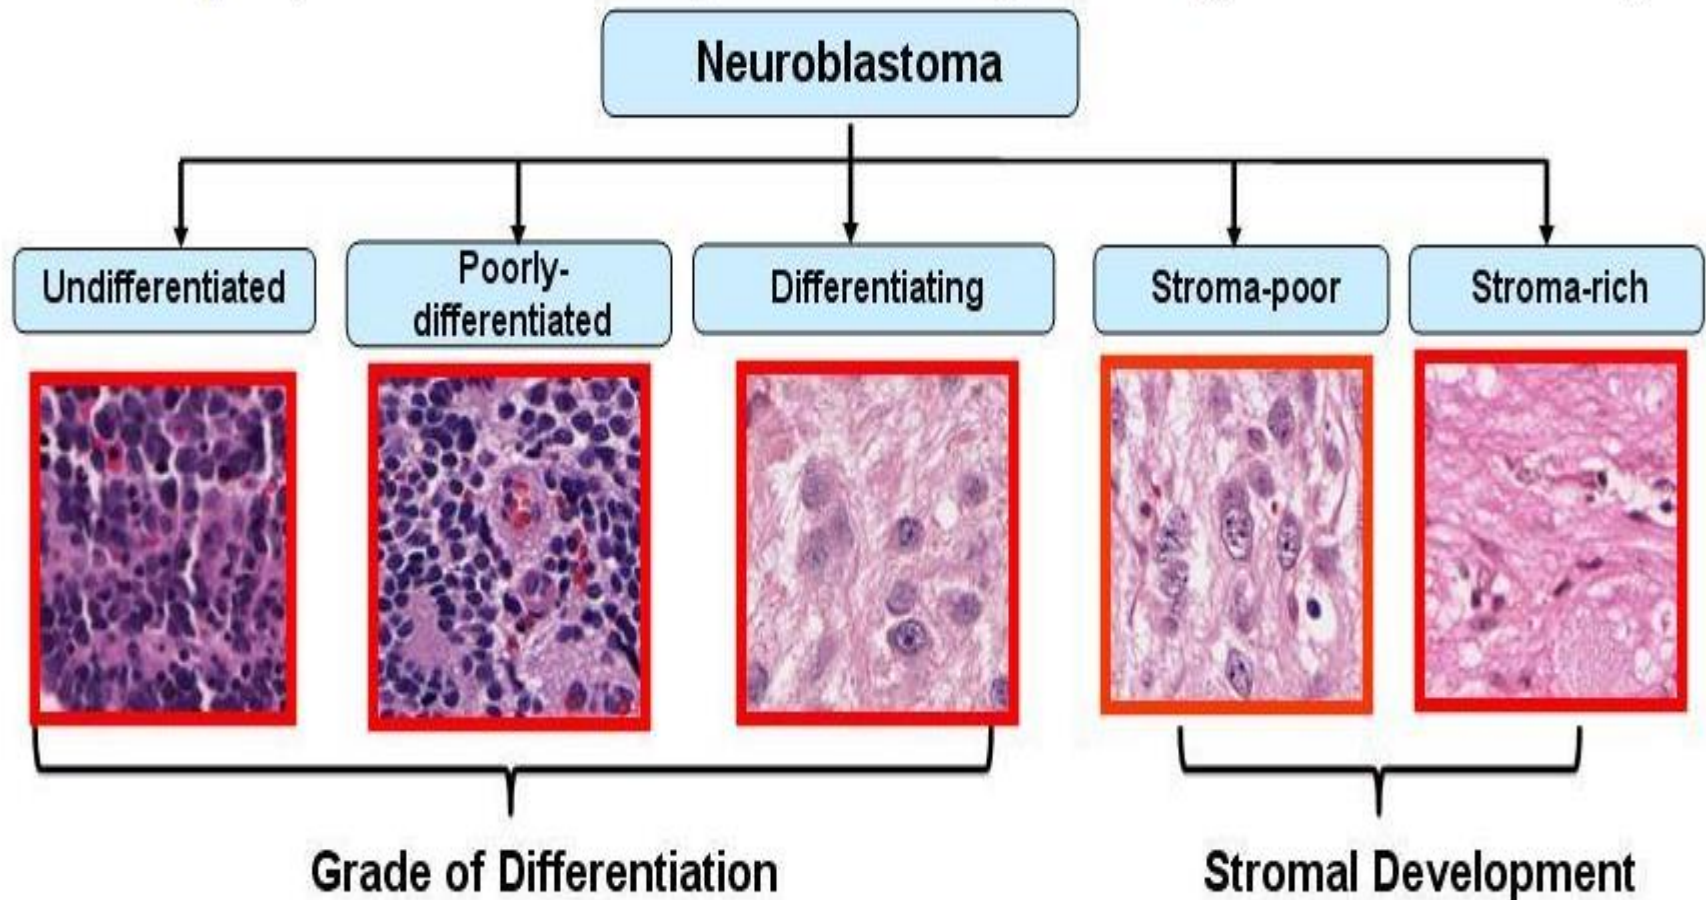 Neuroblastoma
Undifferentiated
Poorly-
differentiated
Differentiating
Stroma-poor
Stroma-rich
Grade of Differentiation
Stromal Development